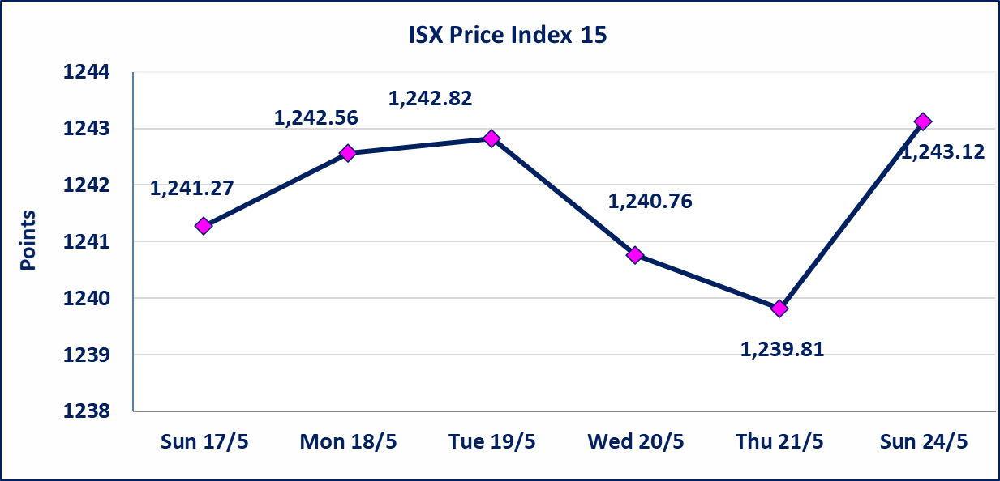 ISX Price Index 15
Points
1244
1243
1242
1241
1240
1239
1238
1,241.27
1,242.56
1,242.82
1,240.76
1,239.81
1,243.12
Sun 17/5
Mon 18/5
Tue 19/5
Wed 20/5
Thu 21/5
Sun 24/5